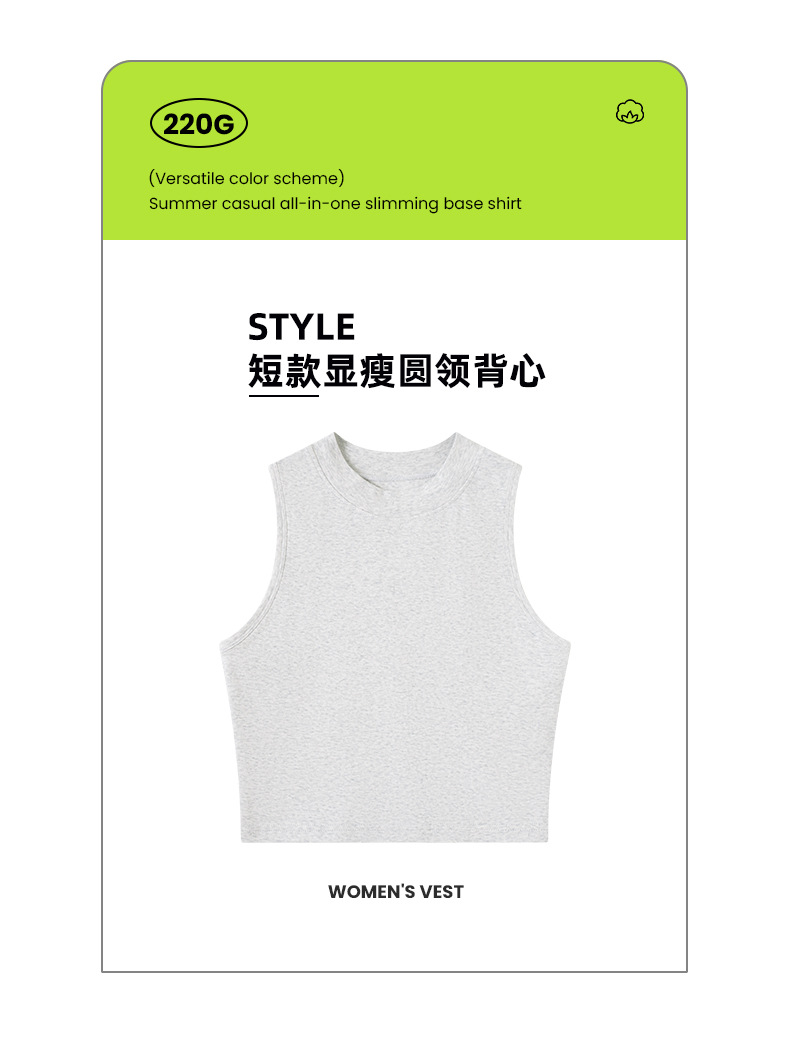 220G
(Versatile color scheme)
Summer casual all-in-one slimming base shirt
STYLE
短款显瘦圆领背心
WOMEN'S VEST